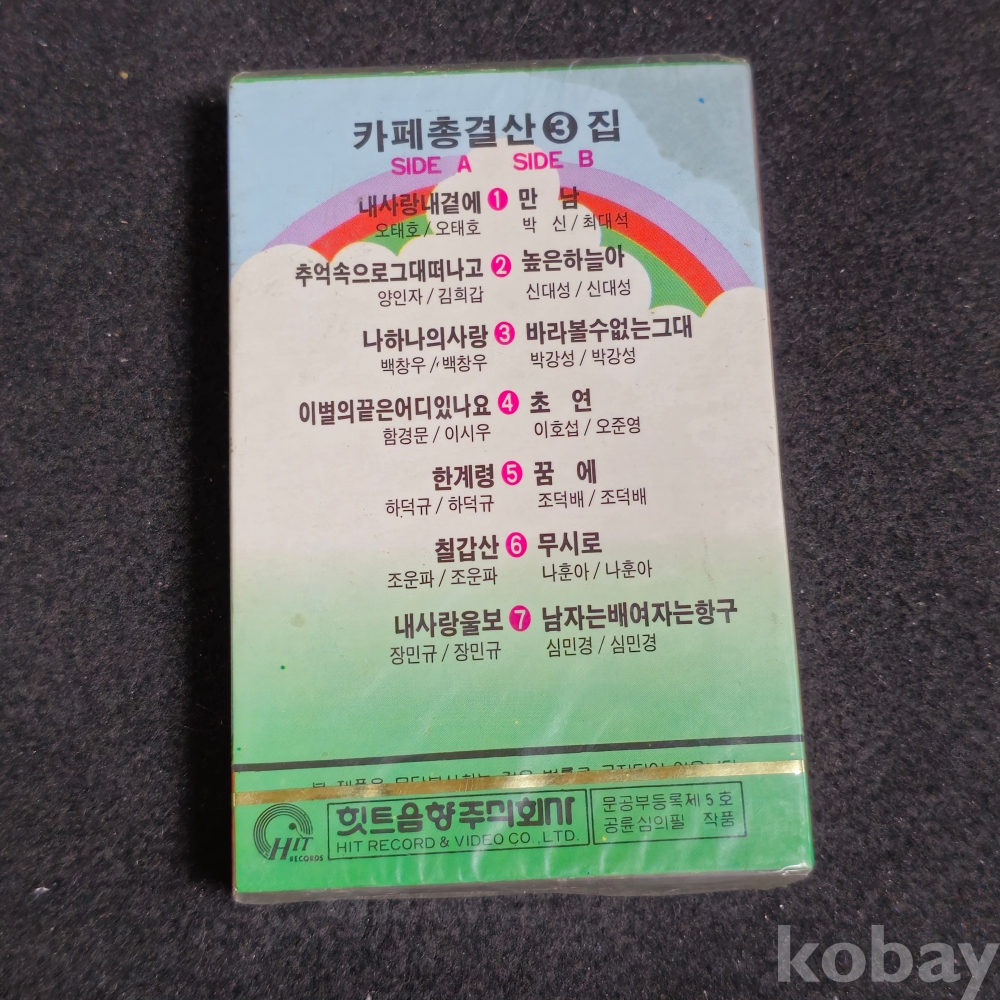 카페총결산 3 집
SIDE A SIDE B
내사랑내곁에 1 만 남
오태호 / 오태호 박 신 / 최대석
추억속으로그대떠나고 2 높은하늘아
양인자 / 김희갑 신대성 / 신대성
나하나의사랑 3 바라볼수없는그대
백창우 / 백창우 박강성 / 박강성
이별의끝은어디있나요 4 초 연
함경문 / 이시우 이호섭 / 오준영
한계령 5 꿈 에
하덕규 / 하덕규 조덕배 / 조덕배
칠갑산 6 무시로
조운파 / 조운파 나훈아 / 나훈아
내사랑울보 7 남자는배여자는항구
장민규 / 장민규 심민경 / 심민경
HIT RECORDS
힛트음향주식회사
HIT RECORD & VIDEO CO., LTD.
문공부등록제 5 호
공륜심의필 작품
kobay